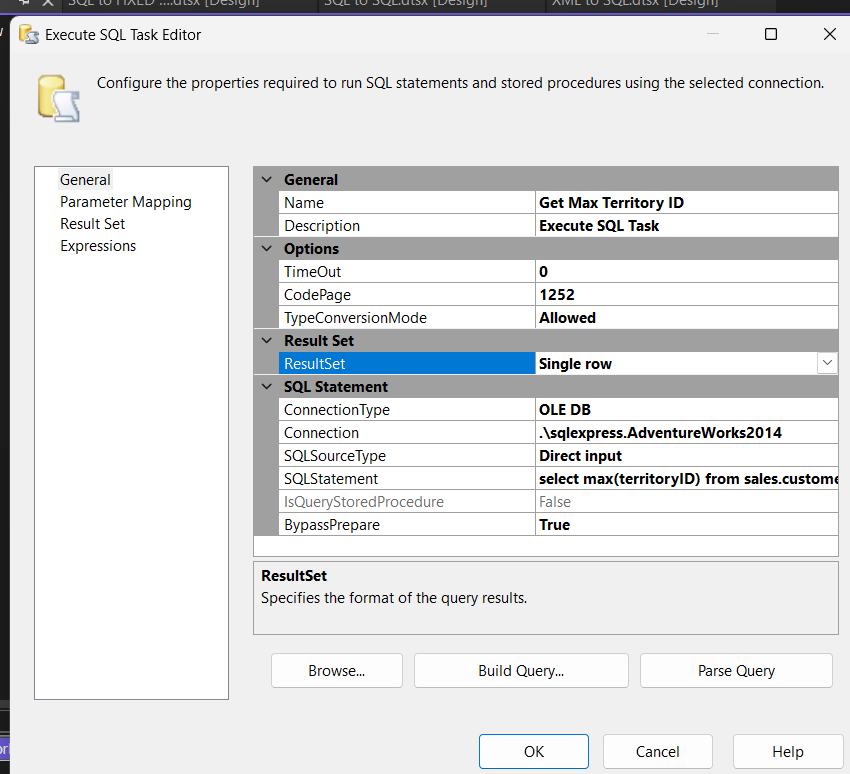 SQL to FIXED ....dtsx [Design]
SQL to SQL.dtsx [Design]
XML to SQL.dtsx [Design]
Execute SQL Task Editor
Configure the properties required to run SQL statements and stored procedures using the selected connection.
General
Parameter Mapping
Result Set
Expressions
General
Name Get Max Territory ID
Description Execute SQL Task
Options
TimeOut 0
CodePage 1252
TypeConversionMode Allowed
Result Set
ResultSet Single row
SQL Statement
ConnectionType OLE DB
Connection .\sqlexpress.AdventureWorks2014
SQLSourceType Direct input
SQLStatement select max(territoryID) from sales.custome
IsQueryStoredProcedure False
BypassPrepare True
ResultSet
Specifies the format of the query results.
Browse... Build Query... Parse Query
OK Cancel Help